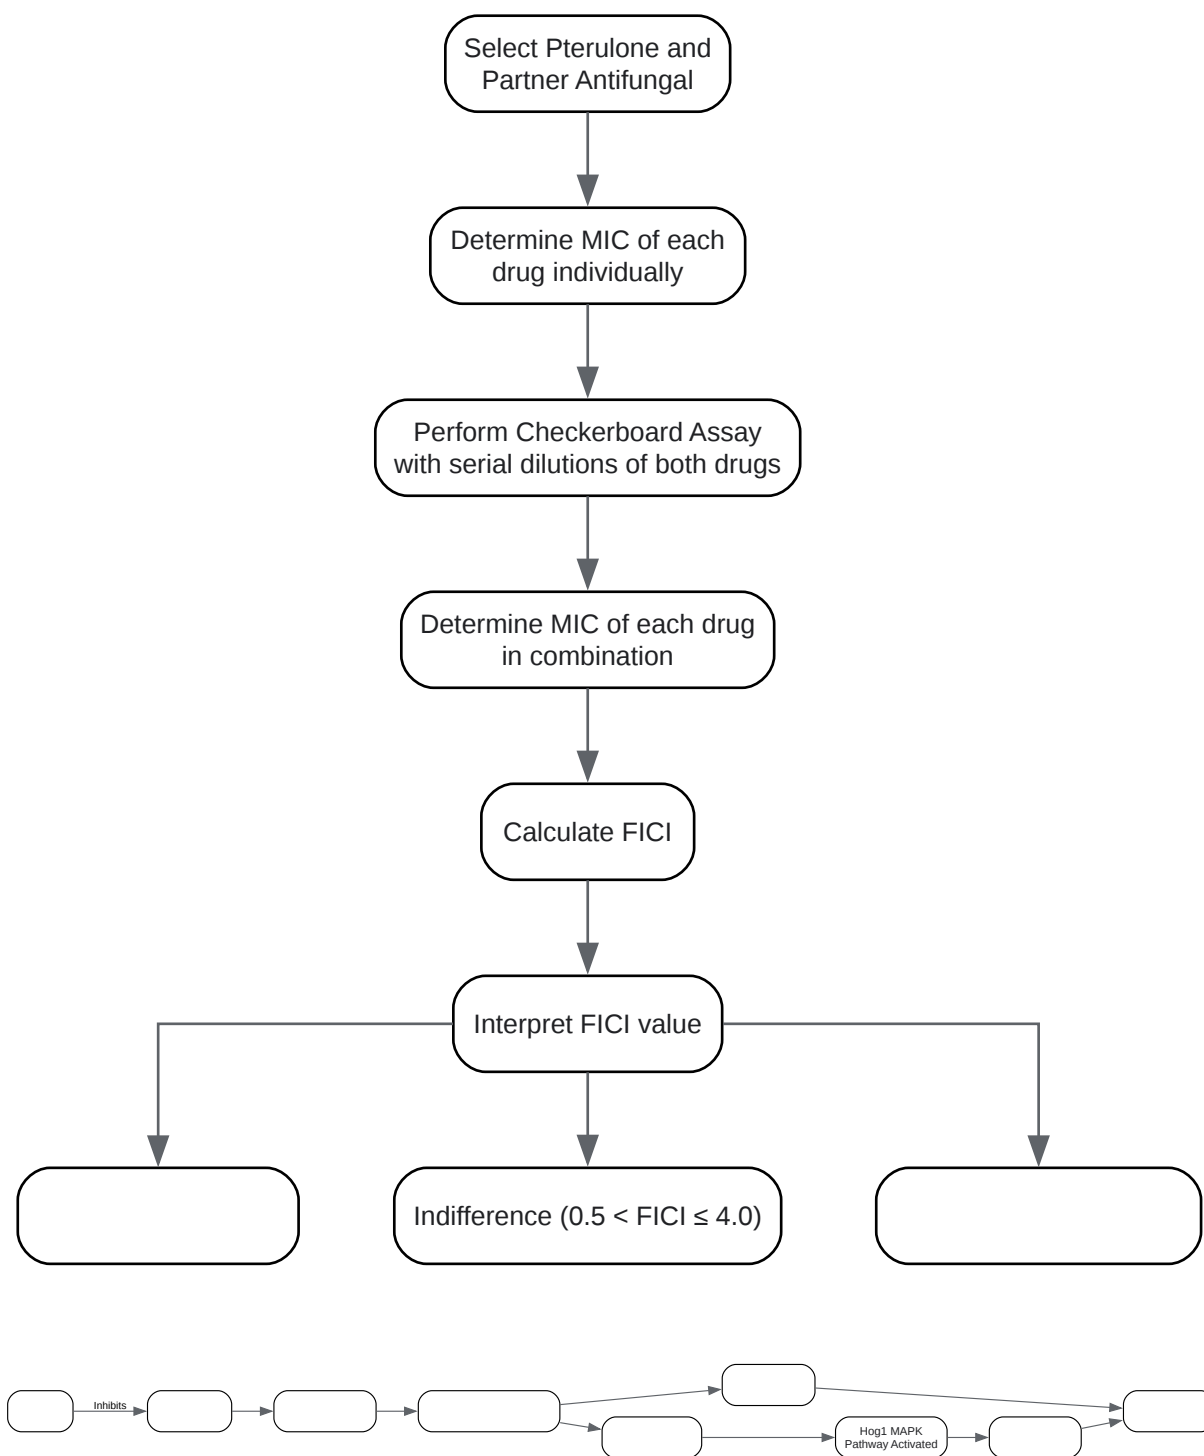 Select Pterulone and
Partner Antifungal
Determine MIC of each
drug individually
Perform Checkerboard Assay
with serial dilutions of both drugs
Determine MIC of each drug
in combination
Calculate FICI
Interpret FICI value
Indifference (0.5 < FICI ≤ 4.0)
Inhibits
Hog1 MAPK
Pathway Activated